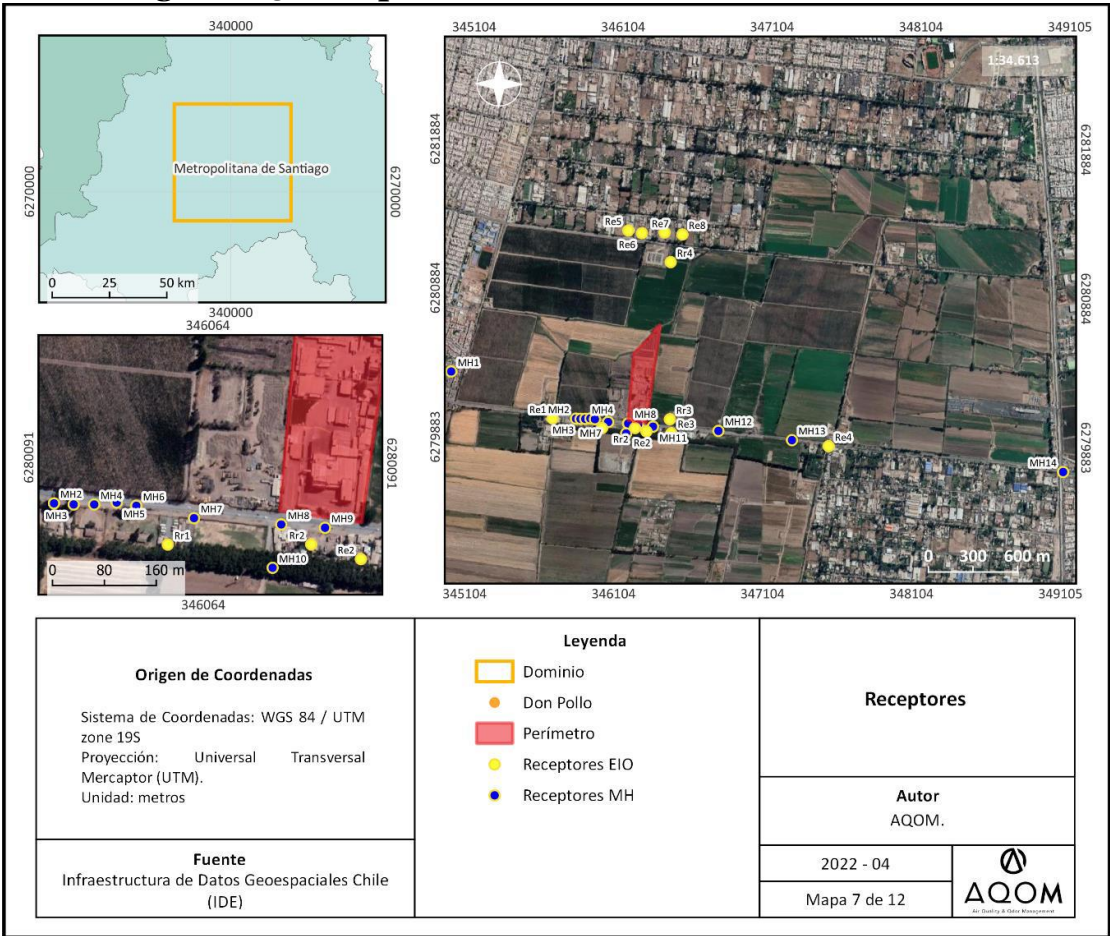 340000
6270000
Metropolitana de Santiago
6270000
0 25 50 km
340000
345104 346104 347104 348104 349105
1:34.613
6281884
6281884
Re5 Re7 Re8
Re6
Rr4
6280884
6280884
MH1
Re1 MH2 MH4 MH8 Rr3
MH3 MH7 Rr2 Re2 MH11 Re3 MH12 MH13 Re4
6279883
6279883
MH14
0 300 600 m
345104 346104 347104 348104 349105
346064
6280091
6280091
MH2 MH4 MH6
MH3 MH5 MH7 MH8 MH9
Rr1 Rr2 Re2
MH10
0 80 160 m
346064
Origen de Coordenadas
Sistema de Coordenadas: WGS 84 / UTM
zone 19S
Proyección: Universal Transversal
Mercaptor (UTM).
Unidad: metros
Fuente
Infraestructura de Datos Geoespaciales Chile
(IDE)
Leyenda
Dominio
Don Pollo
Perímetro
Receptores EIO
Receptores MH
Receptores
Autor
AQOM.
2022 - 04
Mapa 7 de 12
AQOM
Air Quality & Odor Management